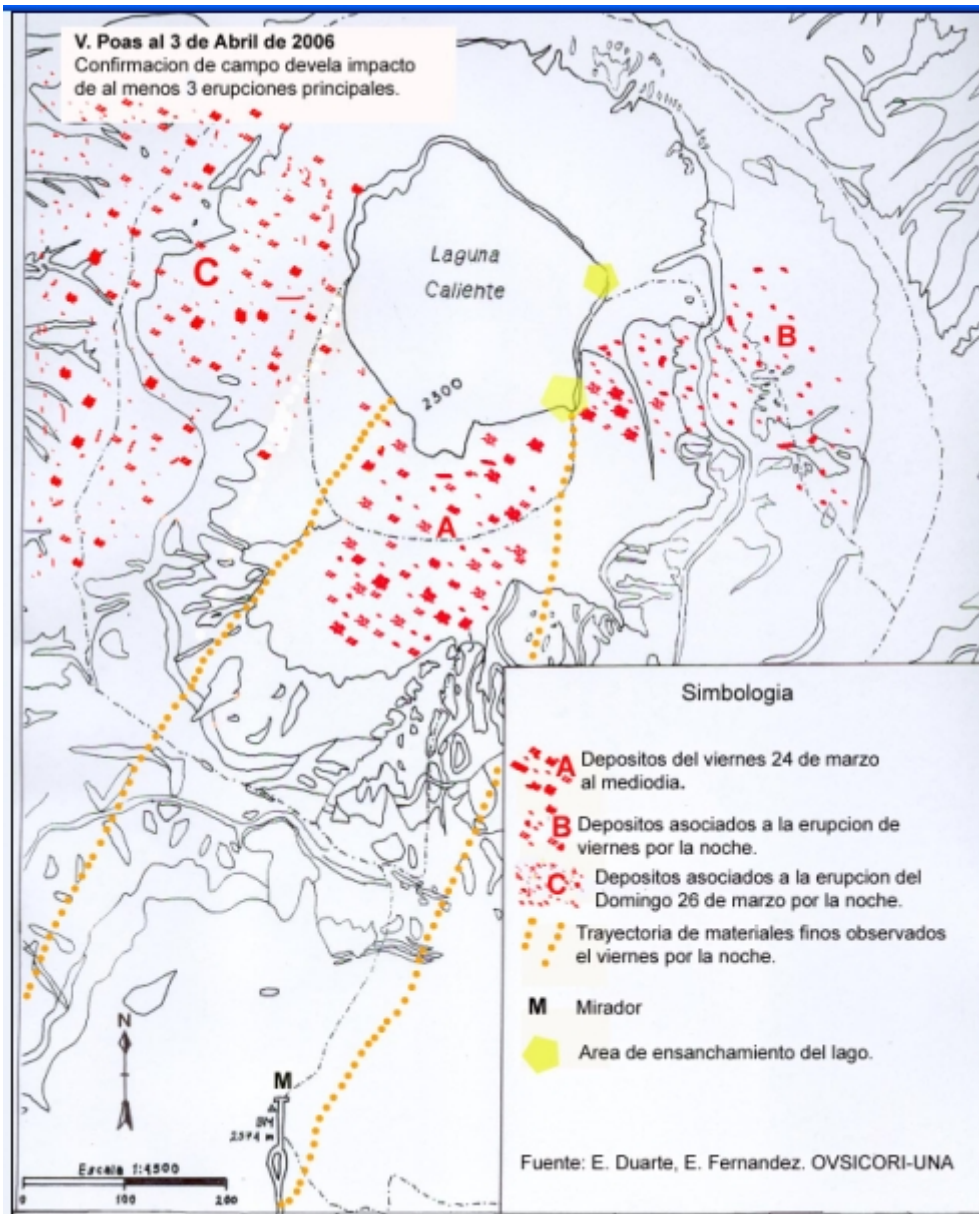 V. Poas al 3 de Abril de 2006
Confirmacion de campo devela impacto
de al menos 3 erupciones principales.
C
Laguna
Caliente
B
2300
A
Simbologia
A Depositos del viernes 24 de marzo
al mediodia.
B Depositos asociados a la erupcion de
viernes por la noche.
C Depositos asociados a la erupcion del
Domingo 26 de marzo por la noche.
Trayectoria de materiales finos observados
el viernes por la noche.
M Mirador
Area de ensanchamiento del lago.
Fuente: E. Duarte, E. Fernandez. OVSICORI-UNA
N
M
BM
2574 m
Escala 1:4500
0 100 200